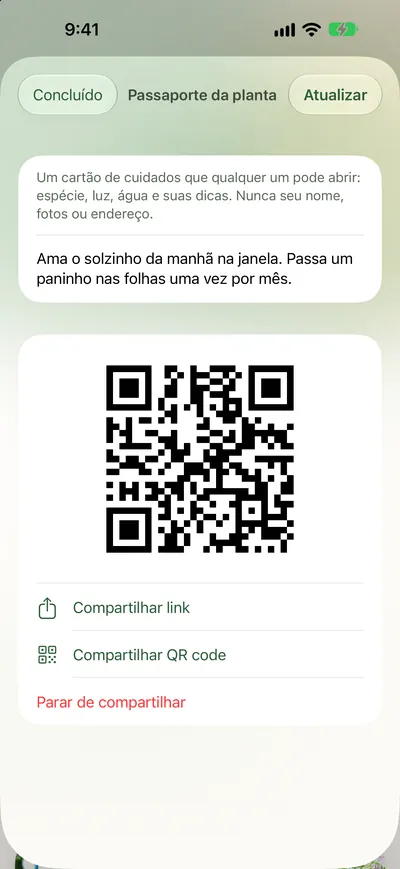 9:41
Concluído
Passaporte da planta
Atualizar
Um cartão de cuidados que qualquer um pode abrir:
espécie, luz, água e suas dicas. Nunca seu nome,
fotos ou endereço.
Ama o solzinho da manhã na janela. Passa um
paninho nas folhas uma vez por mês.
Compartilhar link
Compartilhar QR code
Parar de compartilhar